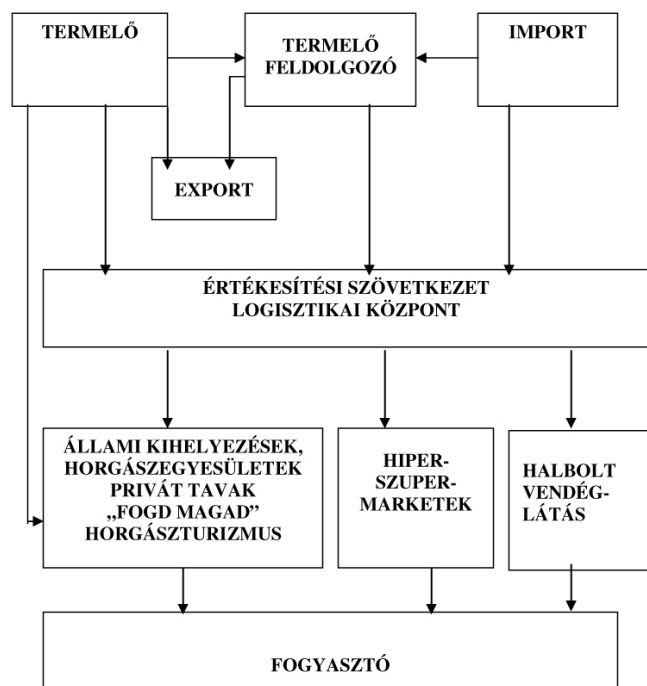 TERMELŐ
TERMELŐ
FELDOLGOZÓ
IMPORT
EXPORT
ÉRTÉKESÍTÉSI SZÖVETKEZET
LOGISZTIKAI KÖZPONT
ÁLLAMI KIHELYEZÉSEK,
HORGÁSZEGYESÜLETEK
PRIVÁT TAVAK
„FOGD MAGAD”
HORGÁSZTURIZMUS
HIPER-
SZUPER-
MARKETEK
HALBOLT
VENDÉG-
LÁTÁS
FOGYASZTÓ